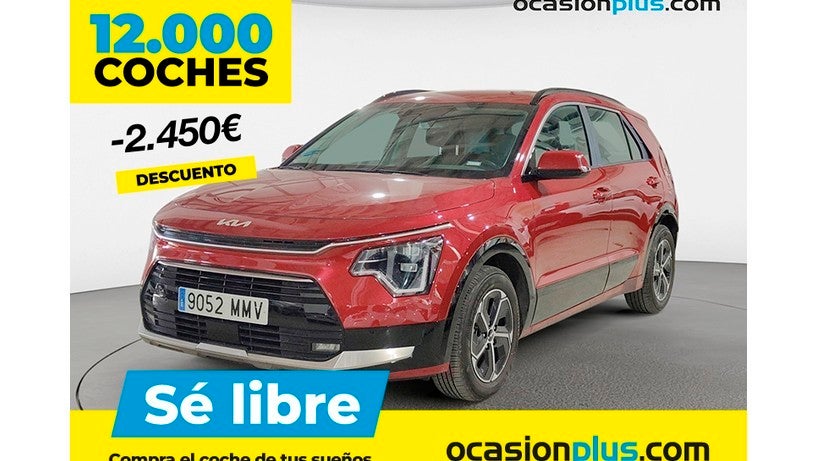 ocasionplus.com
12.000
COCHES
-2.450€
DESCUENTO
KIA
9052 MMV
Sé libre
Compra el coche de tus sueños
ocasionplus.com